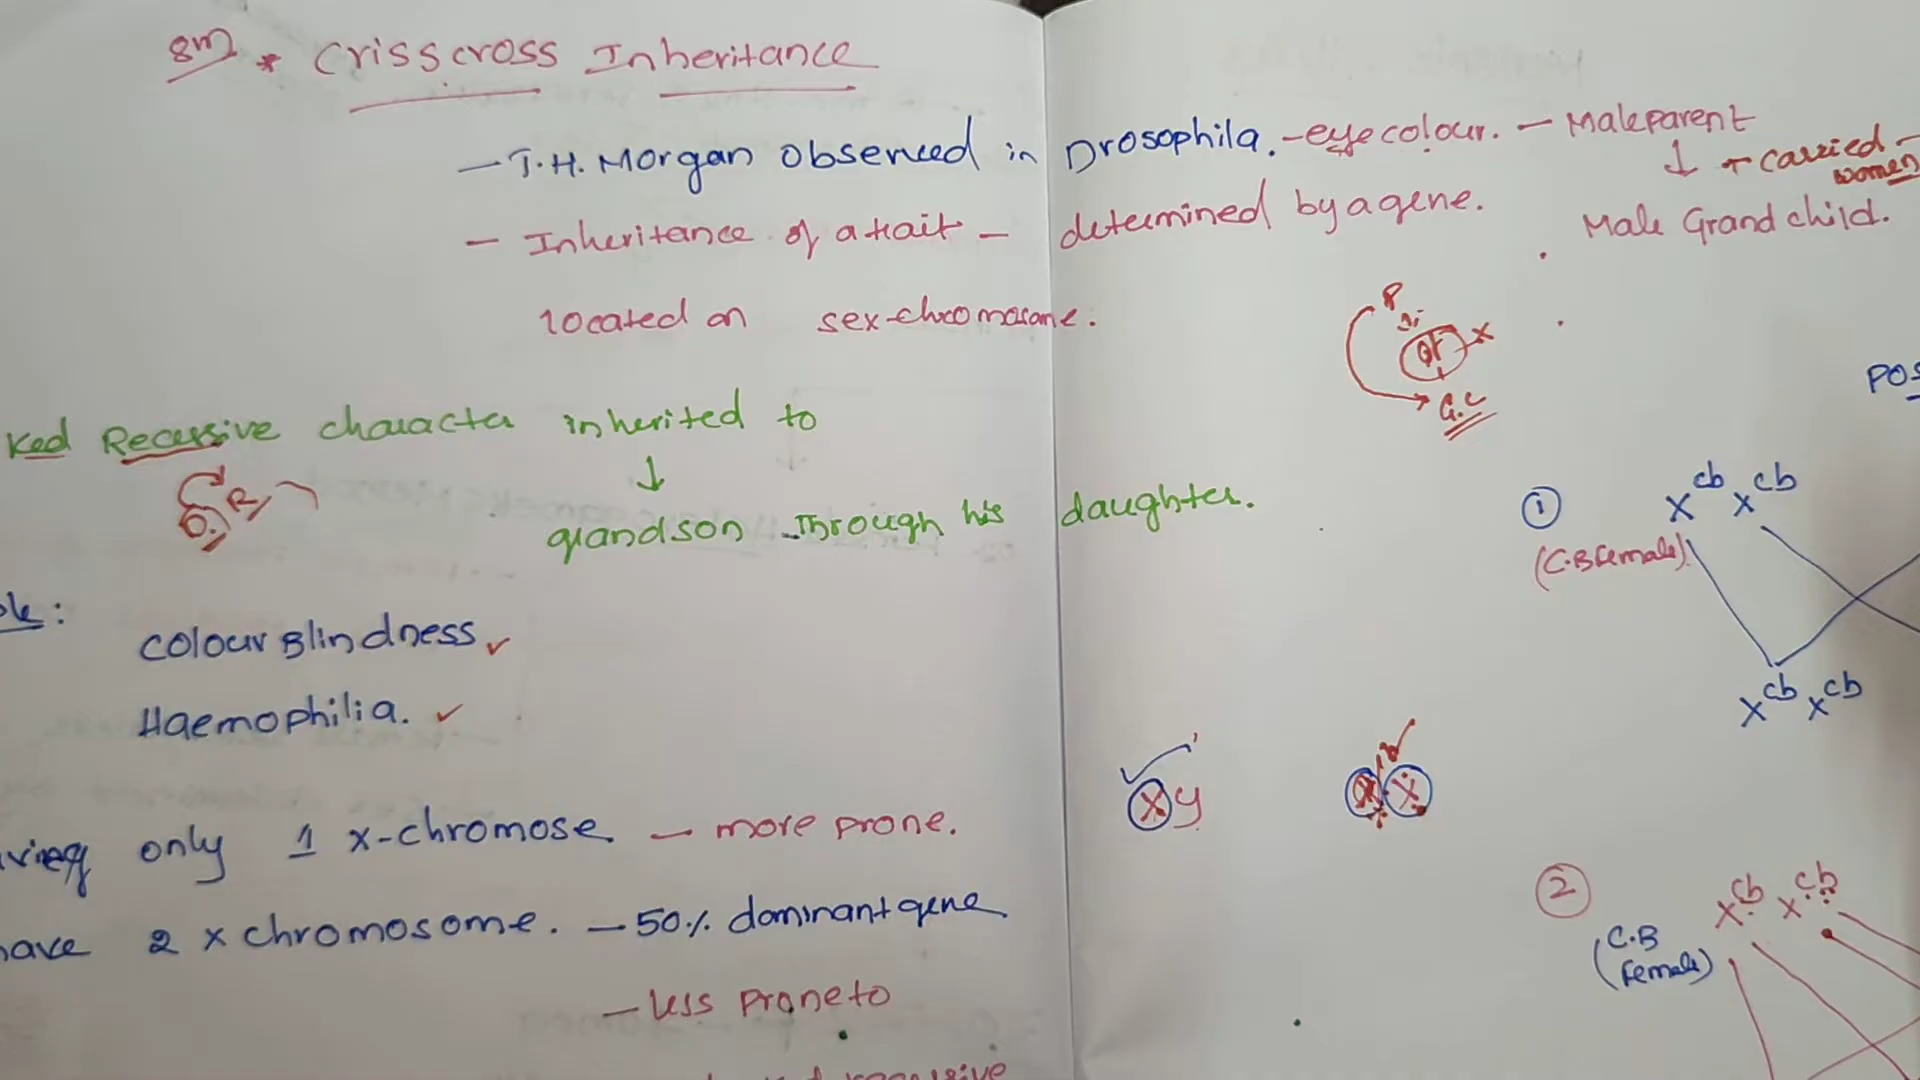 8m * Crisscross Inheritance
- T.H. Morgan observed in Drosophila. - eye colour. - Male parent
↓ + carried - women
Male Grand child.
- Inheritance of a trait - determined by a gene.
located on sex-chromosome.
P
G.C
ked Recessive character inherited to
↓
grandson through his daughter.
D. R
ole:
Colour Blindness ✓
Haemophilia. ✓
only 1 x-chromose. - more prone.
have 2 x chromosome. - 50% dominant gene
- less prone to
recessive
X y
X X
POS
① X^cb X^cb
(C.B female)
X^cb X^cb
② X^cb X^cb
(C.B Female)